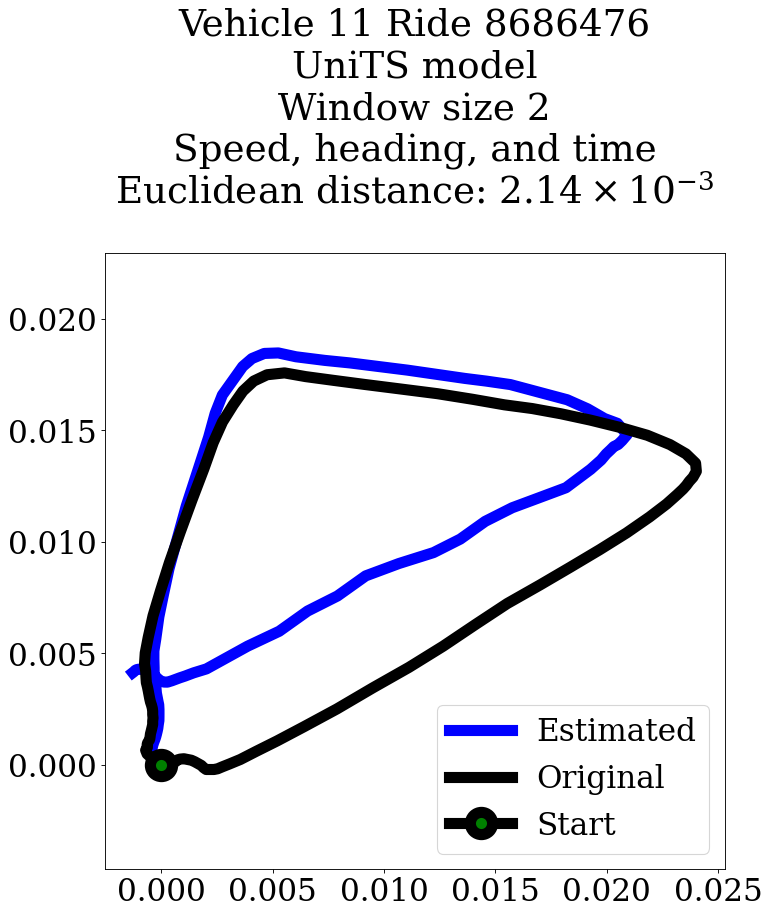 Vehicle 11 Ride 8686476
UniTS model
Window size 2
Speed, heading, and time
Euclidean distance: 2.14 × 10⁻³
0.020
0.015
0.010
0.005
0.000
Estimated
Original
Start
0.000 0.005 0.010 0.015 0.020 0.025